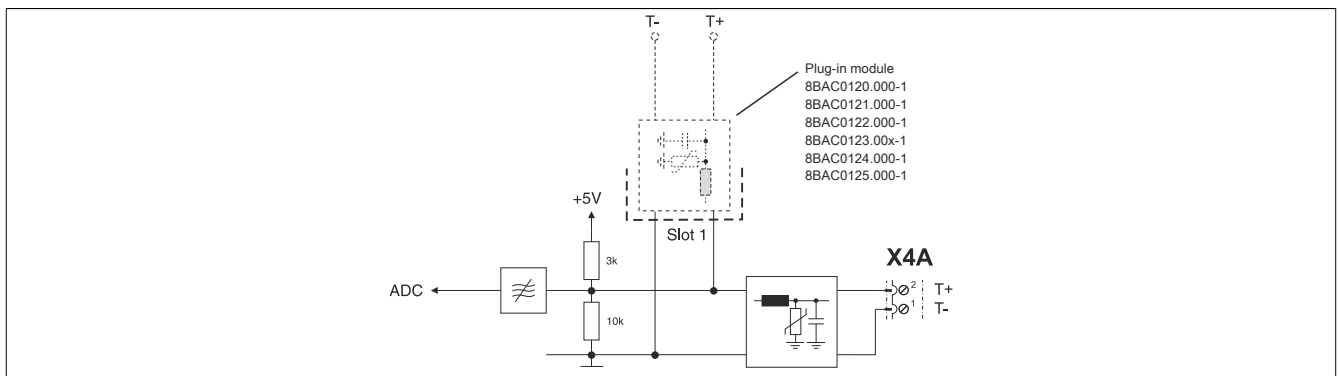 T- T+
Plug-in module
8BAC0120.000-1
8BAC0121.000-1
8BAC0122.000-1
8BAC0123.00x-1
8BAC0124.000-1
8BAC0125.000-1
+5V
Slot 1
3k
X4A
ADC
2 T+
1 T-
10k